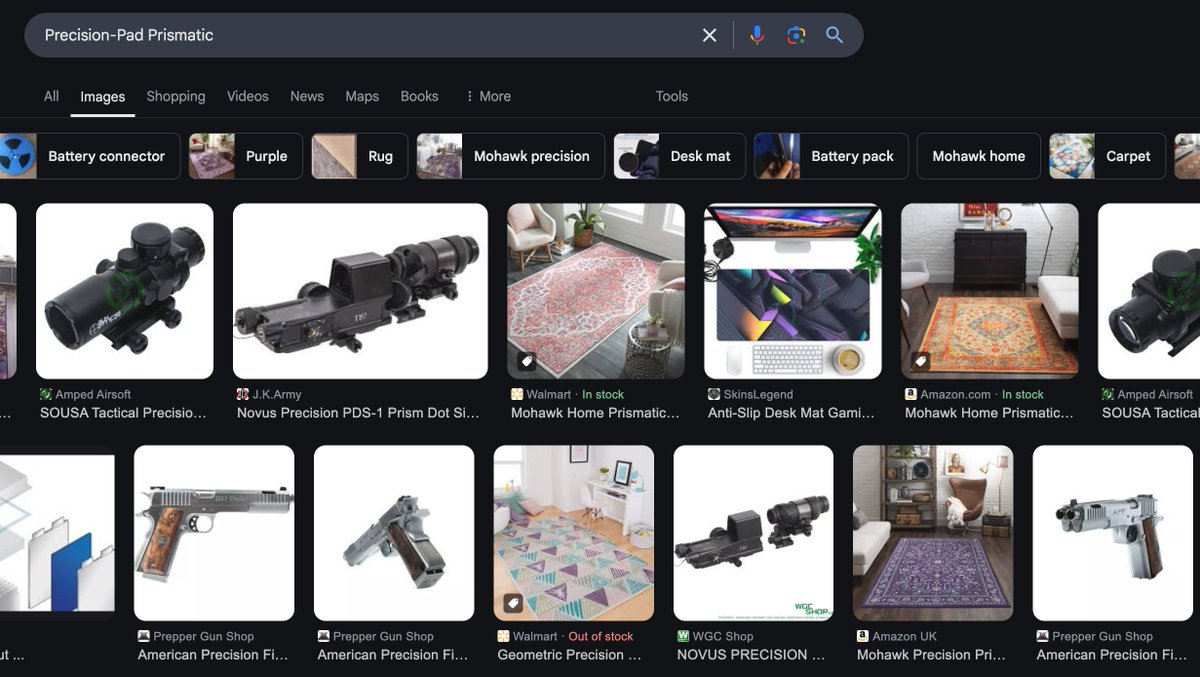 Precision-Pad Prismatic
All Images Shopping Videos News Maps Books More Tools
Battery connector Purple Rug Mohawk precision Desk mat Battery pack Mohawk home Carpet
Amped Airsoft
SOUSA Tactical Precisio...
J.K.Army
Novus Precision PDS-1 Prism Dot Si...
Walmart · In stock
Mohawk Home Prismatic...
SkinsLegend
Anti-Slip Desk Mat Gami...
Amazon.com · In stock
Mohawk Home Prismatic...
Amped Airsoft
SOUSA Tactical
ut ...
Prepper Gun Shop
American Precision Fi...
Prepper Gun Shop
American Precision Fi...
Walmart · Out of stock
Geometric Precision ...
WGC SHOP
WGC Shop
NOVUS PRECISION ...
Amazon UK
Mohawk Precision Pri...
APF
Prepper Gun Shop
American Precision Fi...